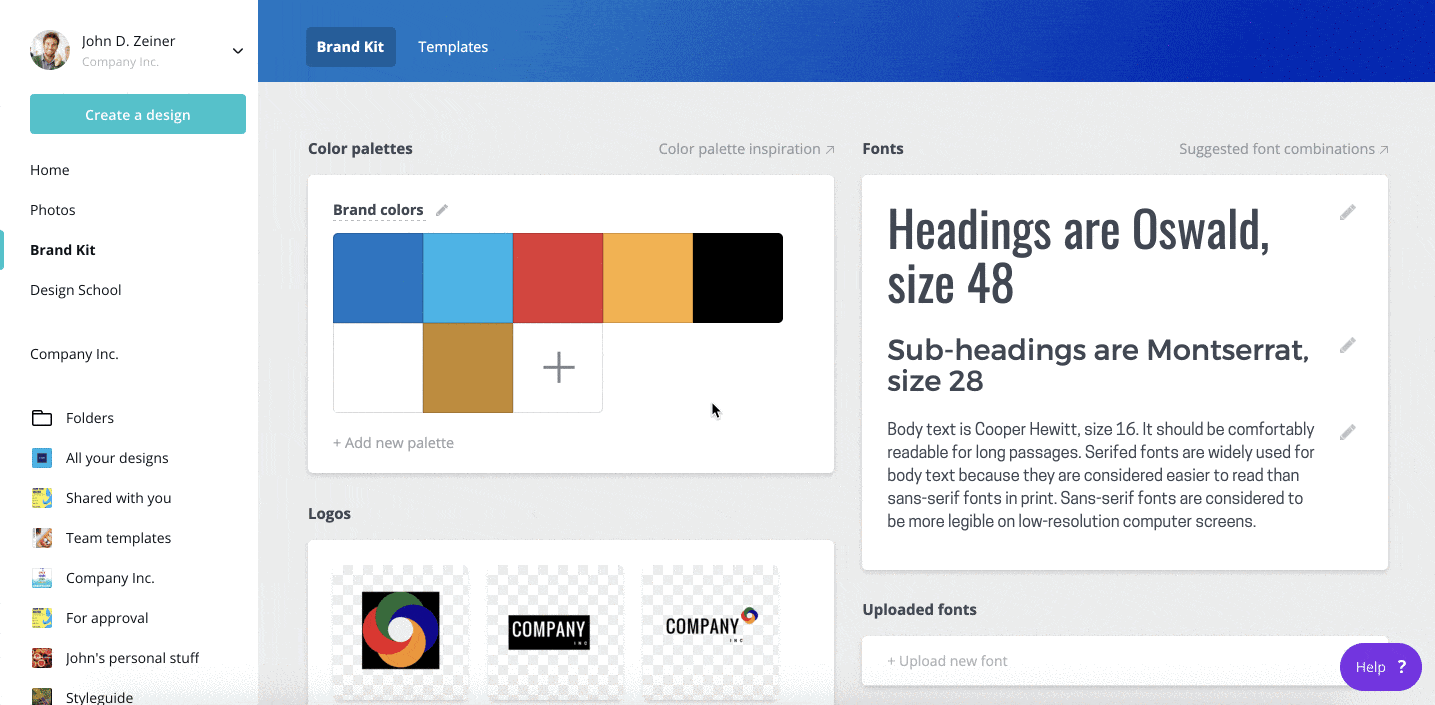 John D. Zeiner
Company Inc.
Create a design
Home
Photos
Brand Kit
Design School
Company Inc.
Folders
All your designs
Shared with you
Team templates
Company Inc.
For approval
John's personal stuff
Styleguide
Brand Kit
Templates
Color palettes
Color palette inspiration
Brand colors
+ Add new palette
Logos
COMPANY
INC
COMPANY
INC
Fonts
Suggested font combinations
Headings are Oswald,
size 48
Sub-headings are Montserrat,
size 28
Body text is Cooper Hewitt, size 16. It should be comfortably
readable for long passages. Serifed fonts are widely used for
body text because they are considered easier to read than
sans-serif fonts in print. Sans-serif fonts are considered to
be more legible on low-resolution computer screens.
Uploaded fonts
+ Upload new font
Help ?